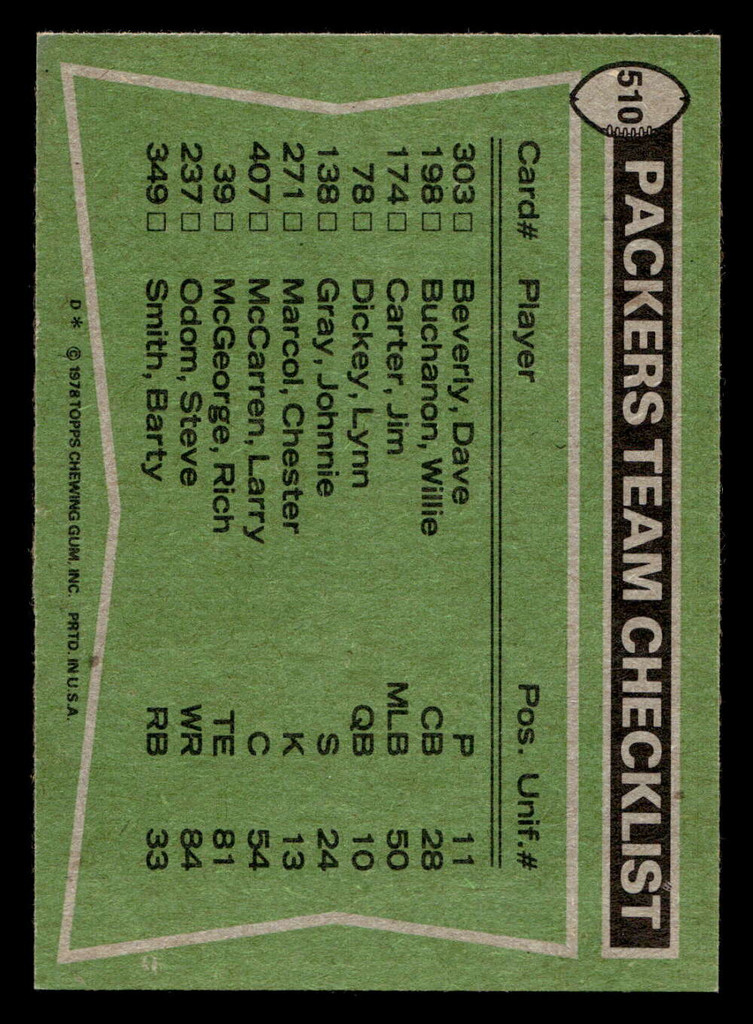 510 PACKERS TEAM CHECKLIST
Card# Player Pos. Unif.#
303 □ Beverly, Dave P 11
198 □ Buchanon, Willie CB 28
174 □ Carter, Jim MLB 50
78 □ Dickey, Lynn QB 10
138 □ Gray, Johnnie S 24
271 □ Marcol, Chester K 13
407 □ McCarren, Larry C 54
39 □ McGeorge, Rich TE 81
237 □ Odom, Steve WR 84
349 □ Smith, Barty RB 33
D * © 1978 TOPPS CHEWING GUM, INC. PRTD. IN U.S.A.